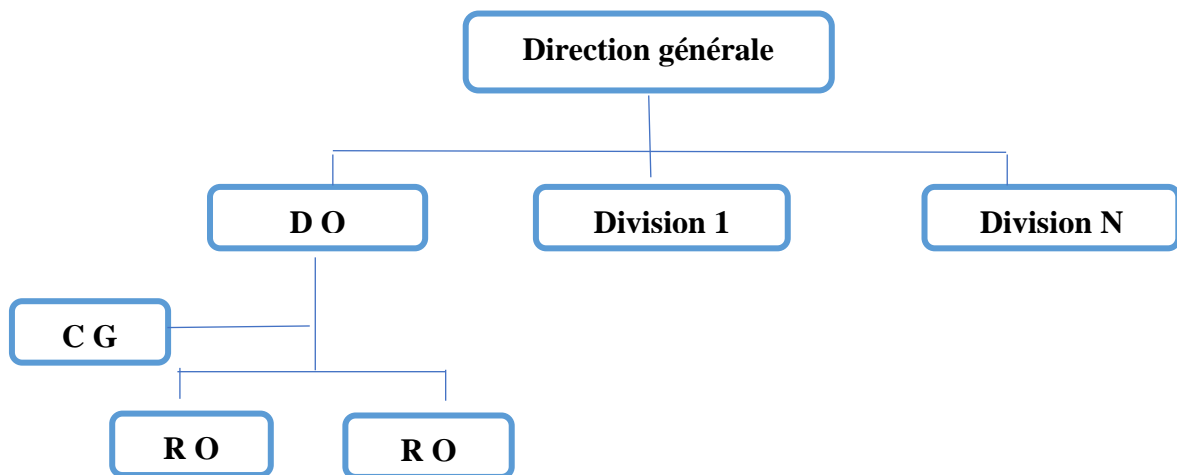 Direction générale
D O
Division 1
Division N
C G
R O
R O